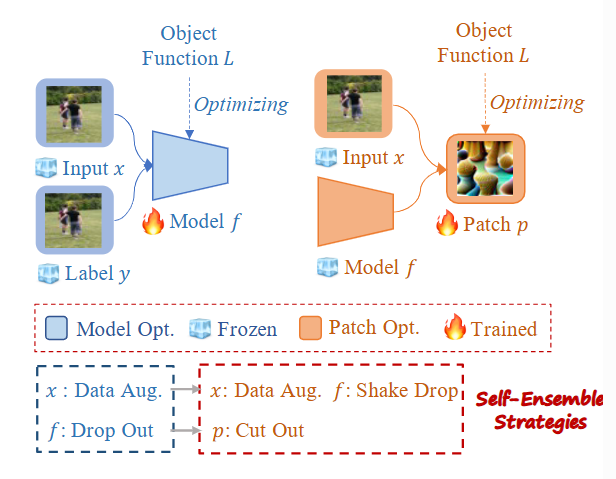 Object
Function L
Optimizing
Input x
Model f
Label y
Object
Function L
Optimizing
Input x
Patch p
Model f
Model Opt. Frozen Patch Opt. Trained
x : Data Aug.
f: Drop Out
x: Data Aug. f: Shake Drop
p: Cut Out
Self-Ensemble
Strategies